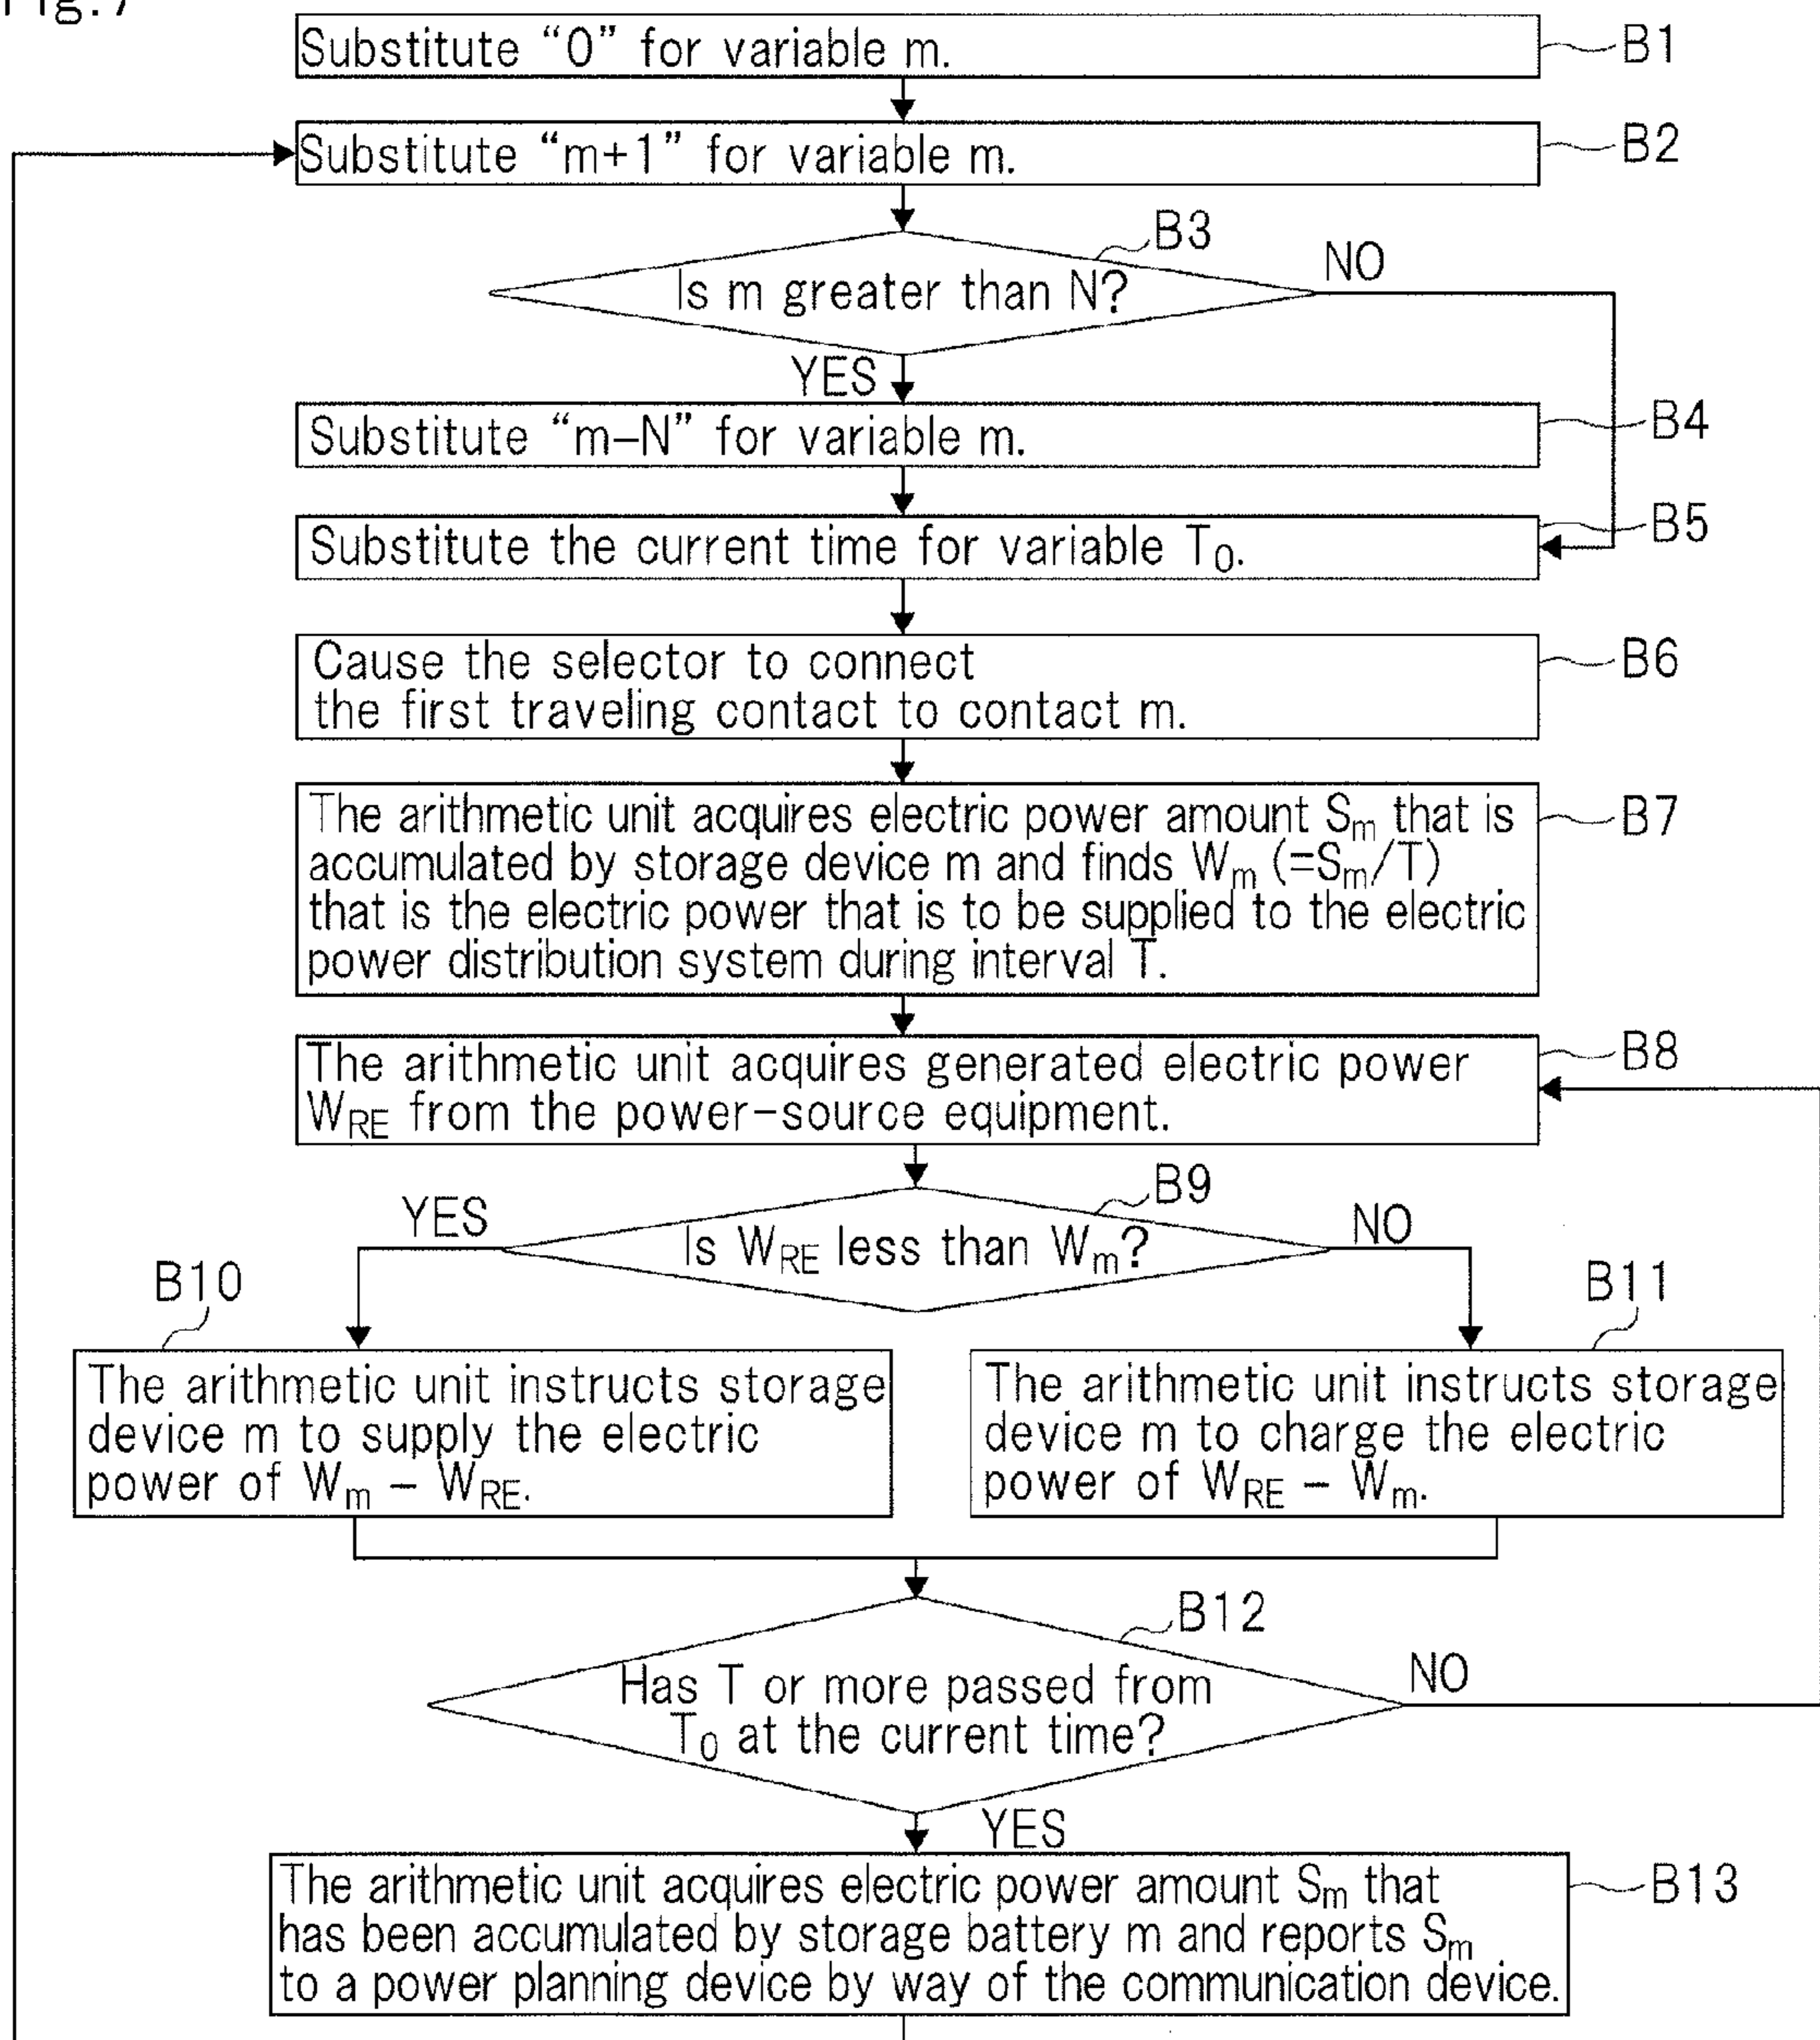 Fig.7
Substitute “0” for variable m.
B1
Substitute “m+1” for variable m.
B2
B3
Is m greater than N?
NO
YES
Substitute “m−N” for variable m.
B4
Substitute the current time for variable T0.
B5
Cause the selector to connect
the first traveling contact to contact m.
B6
The arithmetic unit acquires electric power amount Sm that is
accumulated by storage device m and finds Wm (=Sm/T)
that is the electric power that is to be supplied to the electric
power distribution system during interval T.
B7
The arithmetic unit acquires generated electric power
WRE from the power-source equipment.
B8
B9
YES
Is WRE less than Wm?
NO
B10
B11
The arithmetic unit instructs storage
device m to supply the electric
power of Wm − WRE.
The arithmetic unit instructs storage
device m to charge the electric
power of WRE − Wm.
B12
Has T or more passed from
T0 at the current time?
NO
YES
The arithmetic unit acquires electric power amount Sm that
has been accumulated by storage battery m and reports Sm
to a power planning device by way of the communication device.
B13